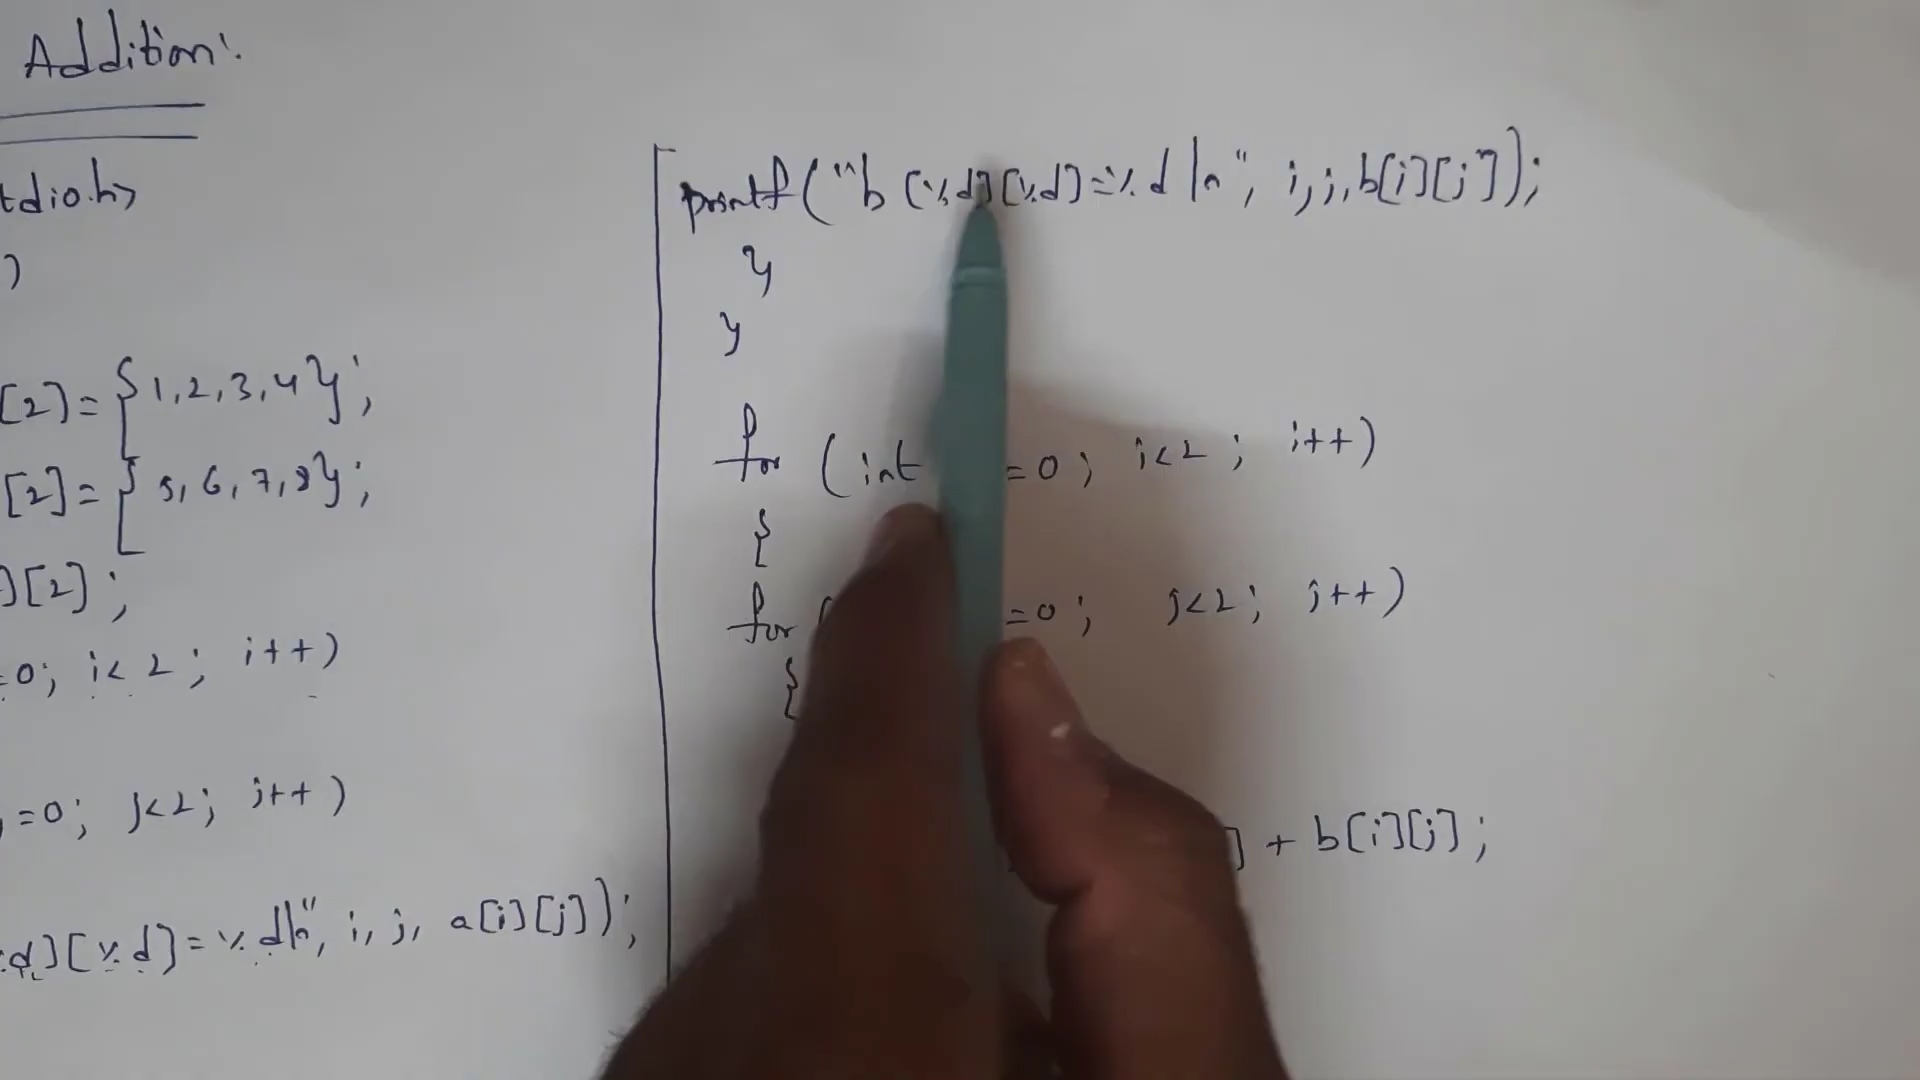 Addition:
tdio.h>
)
[2]={1,2,3,4};
[2]={5,6,7,8};
][2];
=0; i<2; i++)
j=0; j<2; j++)
%d][%d]=%d\n", i, j, a[i][j]);
printf("b[%d][%d]=%d\n", i,j,b[i][j]);
}
}
for (int =0; i<2; i++)
{
for( =0; j<2; j++)
{
] + b[i][j];